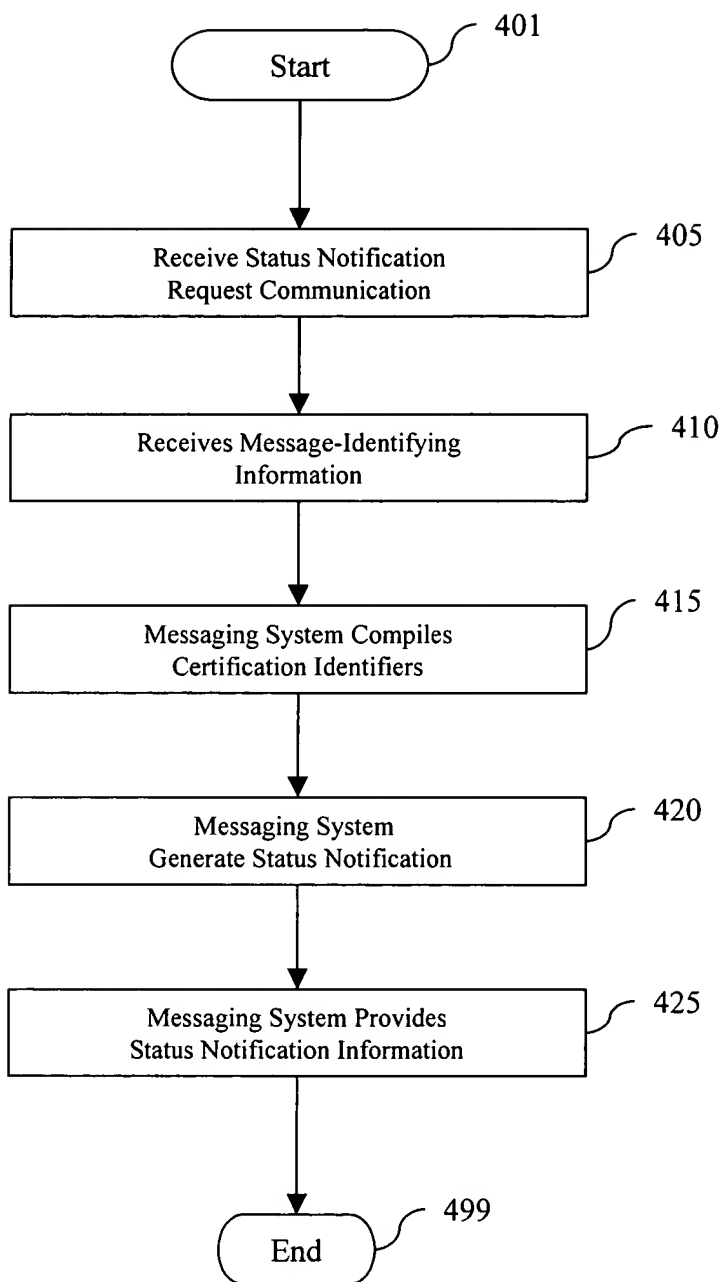 Start
401
Receive Status Notification
Request Communication
405
Receives Message-Identifying
Information
410
Messaging System Compiles
Certification Identifiers
415
Messaging System
Generate Status Notification
420
Messaging System Provides
Status Notification Information
425
End
499